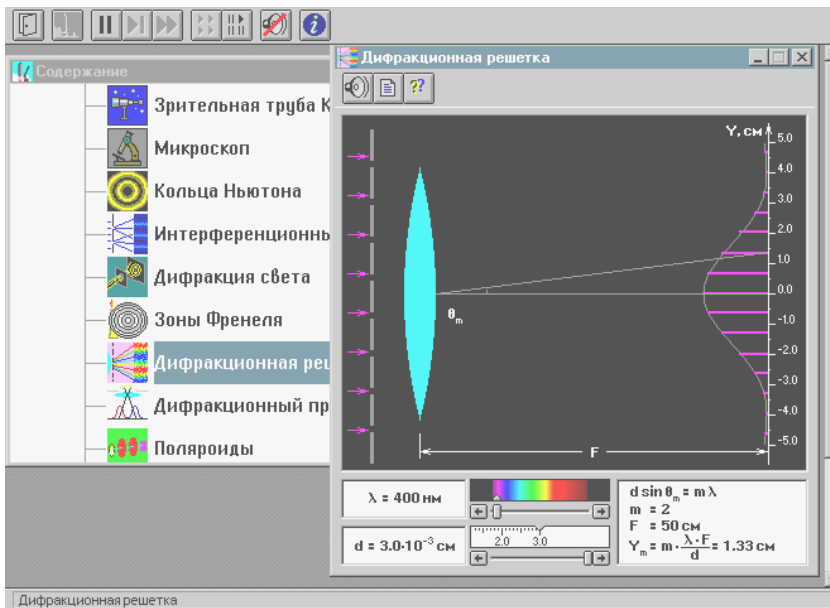 Содержание
Зрительная труба К
Микроскоп
Кольца Ньютона
Интерференционнь
Дифракция света
Зоны Френеля
Дифракционная реш
Дифракционный пр
Поляроиды
Дифракционная решетка
Y, см
5.0
4.0
3.0
2.0
1.0
0.0
-1.0
-2.0
-3.0
-4.0
-5.0
θm
F
λ = 400 нм
d = 3.0·10⁻³ см
2.0 3.0
d sin θm = m λ
m = 2
F = 50 см
Ym = m · λ·F/d = 1.33 см
Дифракционная решетка